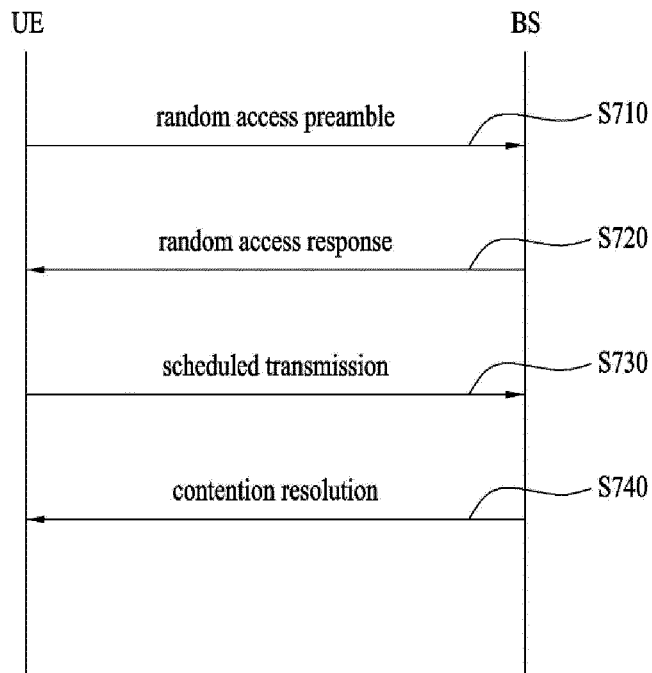 UE
BS
random access preamble
S710
random access response
S720
scheduled transmission
S730
contention resolution
S740